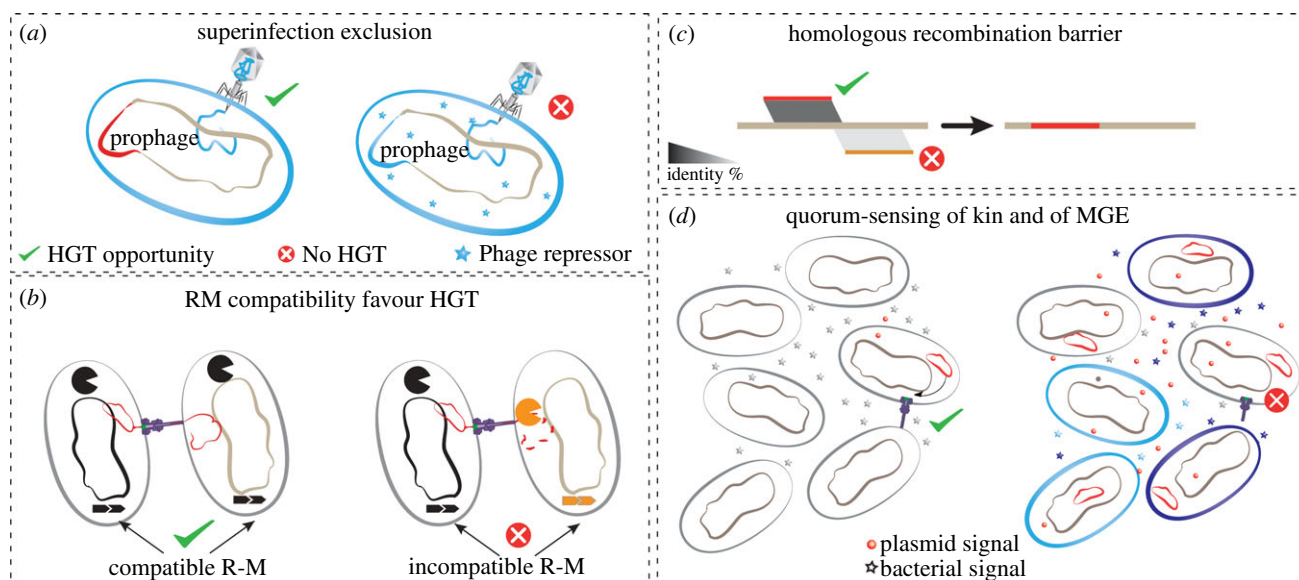 (a) superinfection exclusion
prophage
prophage
HGT opportunity
No HGT
Phage repressor
(b) RM compatibility favour HGT
compatible R-M
incompatible R-M
(c) homologous recombination barrier
identity %
(d) quorum-sensing of kin and of MGE
plasmid signal
bacterial signal